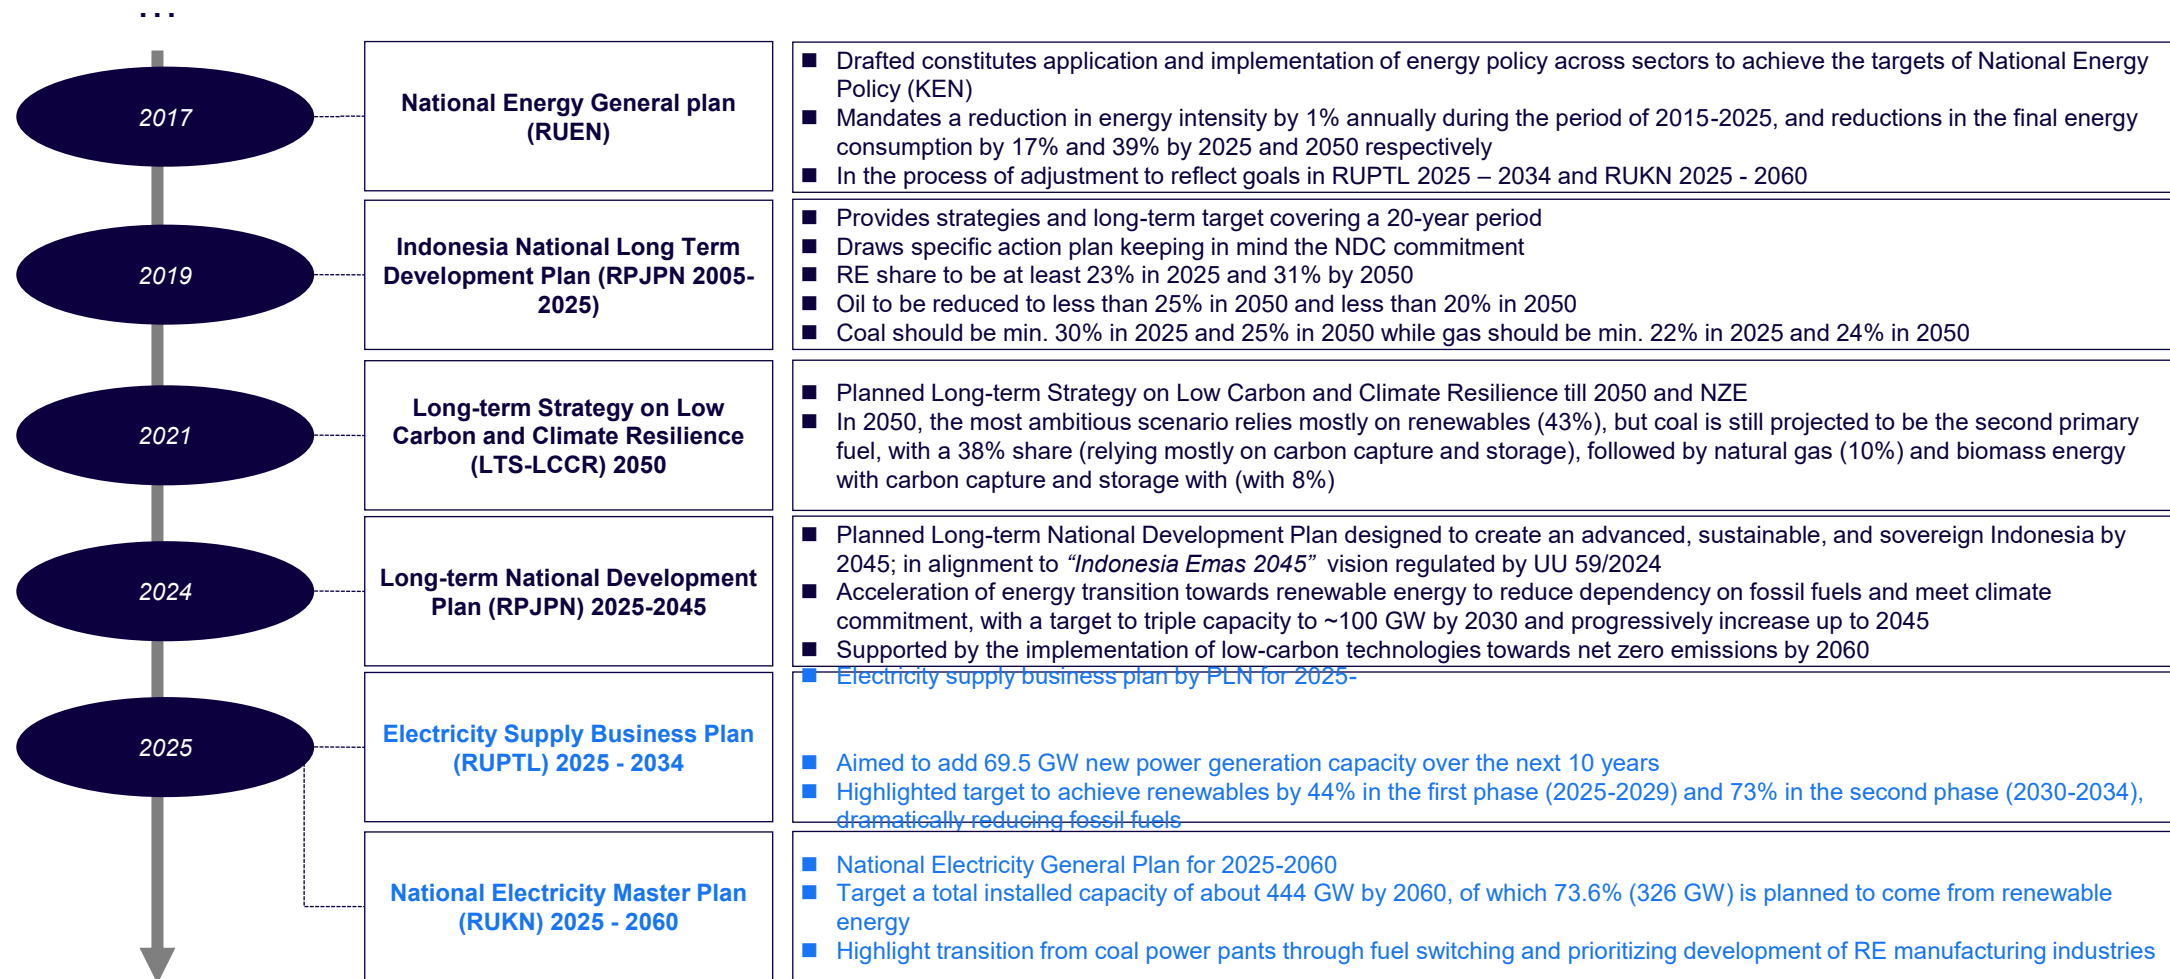 ...
2017
National Energy General plan
(RUEN)
■ Drafted constitutes application and implementation of energy policy across sectors to achieve the targets of National Energy
Policy (KEN)
■ Mandates a reduction in energy intensity by 1% annually during the period of 2015-2025, and reductions in the final energy
consumption by 17% and 39% by 2025 and 2050 respectively
■ In the process of adjustment to reflect goals in RUPTL 2025 – 2034 and RUKN 2025 - 2060
2019
Indonesia National Long Term
Development Plan (RPJPN 2005-
2025)
■ Provides strategies and long-term target covering a 20-year period
■ Draws specific action plan keeping in mind the NDC commitment
■ RE share to be at least 23% in 2025 and 31% by 2050
■ Oil to be reduced to less than 25% in 2050 and less than 20% in 2050
■ Coal should be min. 30% in 2025 and 25% in 2050 while gas should be min. 22% in 2025 and 24% in 2050
2021
Long-term Strategy on Low
Carbon and Climate Resilience
(LTS-LCCR) 2050
■ Planned Long-term Strategy on Low Carbon and Climate Resilience till 2050 and NZE
■ In 2050, the most ambitious scenario relies mostly on renewables (43%), but coal is still projected to be the second primary
fuel, with a 38% share (relying mostly on carbon capture and storage), followed by natural gas (10%) and biomass energy
with carbon capture and storage with (with 8%)
2024
Long-term National Development
Plan (RPJPN) 2025-2045
■ Planned Long-term National Development Plan designed to create an advanced, sustainable, and sovereign Indonesia by
2045; in alignment to “Indonesia Emas 2045” vision regulated by UU 59/2024
■ Acceleration of energy transition towards renewable energy to reduce dependency on fossil fuels and meet climate
commitment, with a target to triple capacity to ~100 GW by 2030 and progressively increase up to 2045
■ Supported by the implementation of low-carbon technologies towards net zero emissions by 2060
2025
Electricity Supply Business Plan
(RUPTL) 2025 - 2034
■ Electricity supply business plan by PLN for 2025-
■ Aimed to add 69.5 GW new power generation capacity over the next 10 years
■ Highlighted target to achieve renewables by 44% in the first phase (2025-2029) and 73% in the second phase (2030-2034),
dramatically reducing fossil fuels
National Electricity Master Plan
(RUKN) 2025 - 2060
■ National Electricity General Plan for 2025-2060
■ Target a total installed capacity of about 444 GW by 2060, of which 73.6% (326 GW) is planned to come from renewable
energy
■ Highlight transition from coal power pants through fuel switching and prioritizing development of RE manufacturing industries